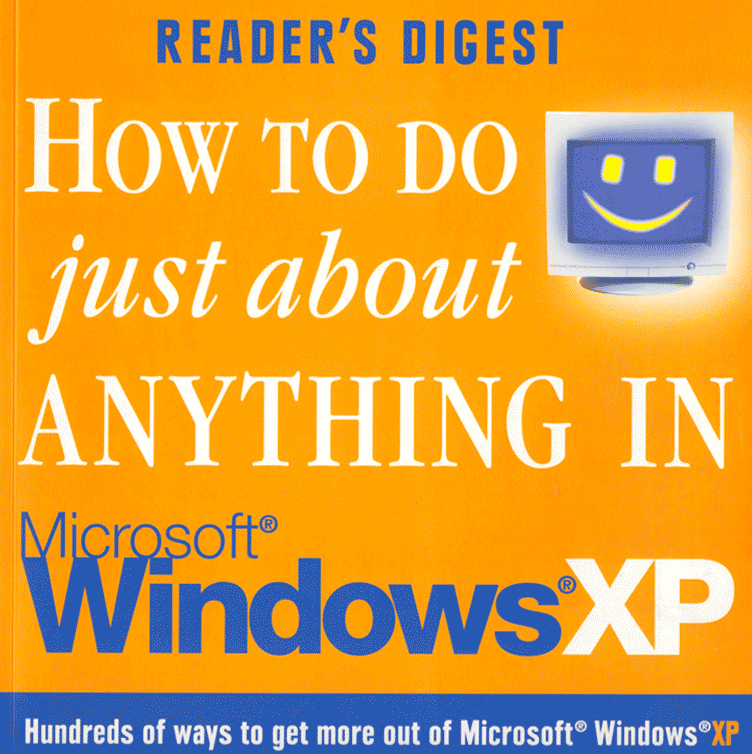 READER'S DIGEST
HOW TO DO
just about
ANYTHING IN
Microsoft®
Windows®XP
Hundreds of ways to get more out of Microsoft® Windows®XP